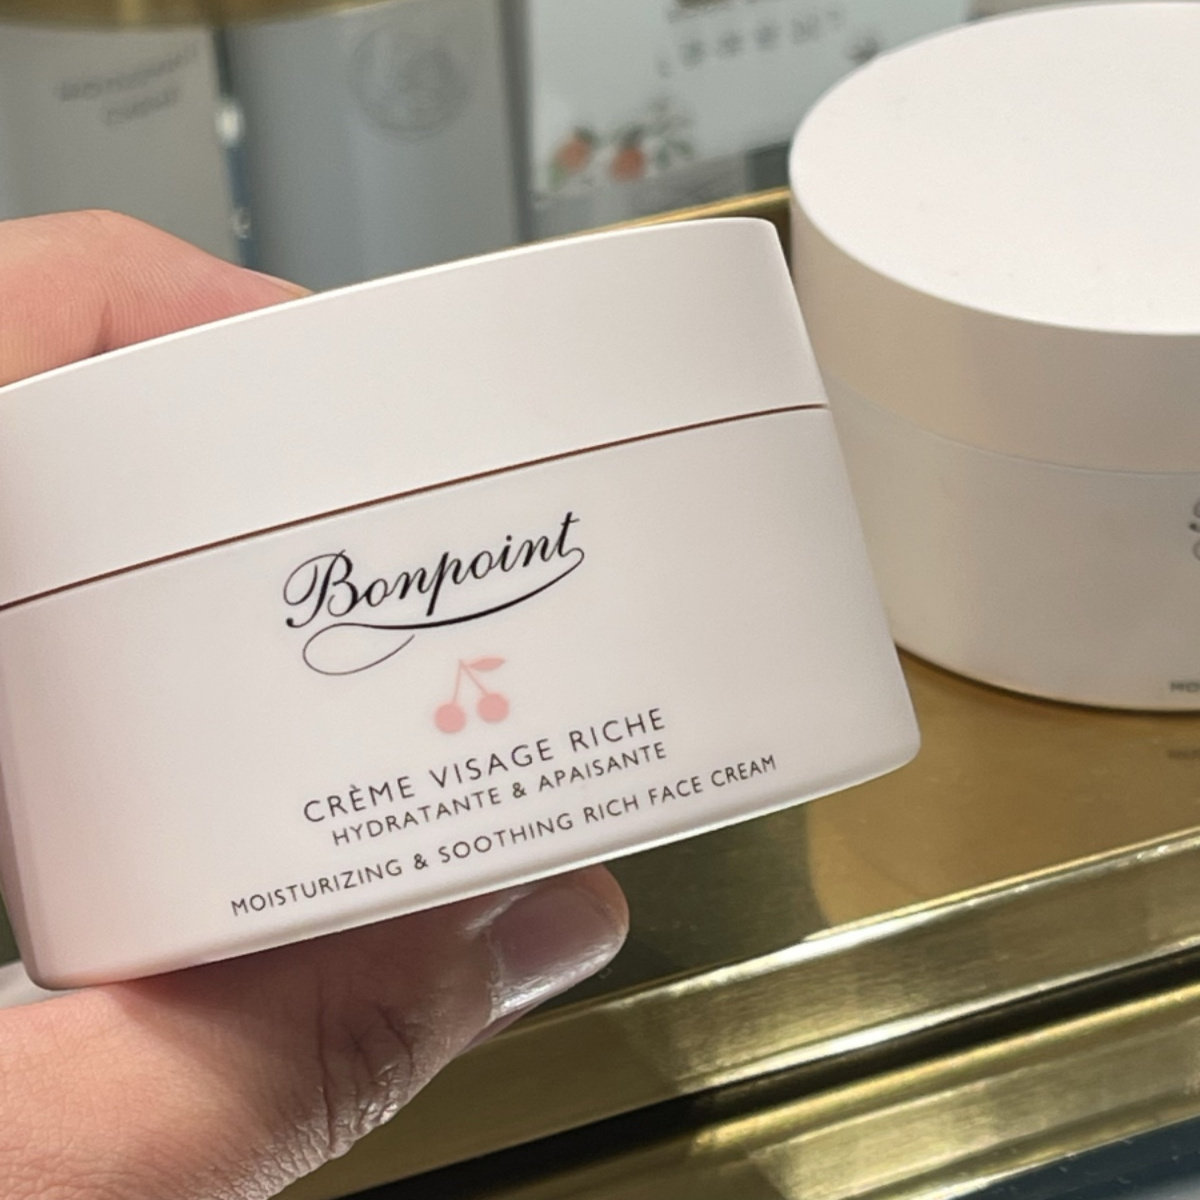 Bonpoint
CRÈME VISAGE RICHE
HYDRATANTE & APAISANTE
MOISTURIZING & SOOTHING RICH FACE CREAM